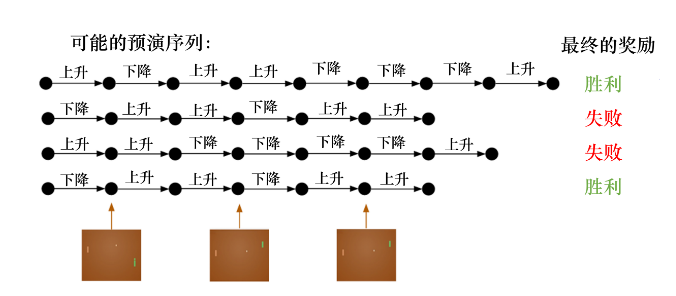 可能的预演序列:
最终的奖励
上升 下降 上升 上升 下降 下降 下降 上升 胜利
下降 上升 上升 下降 上升 上升 失败
上升 上升 下降 下降 下降 下降 上升 失败
下降 上升 上升 下降 上升 上升 胜利